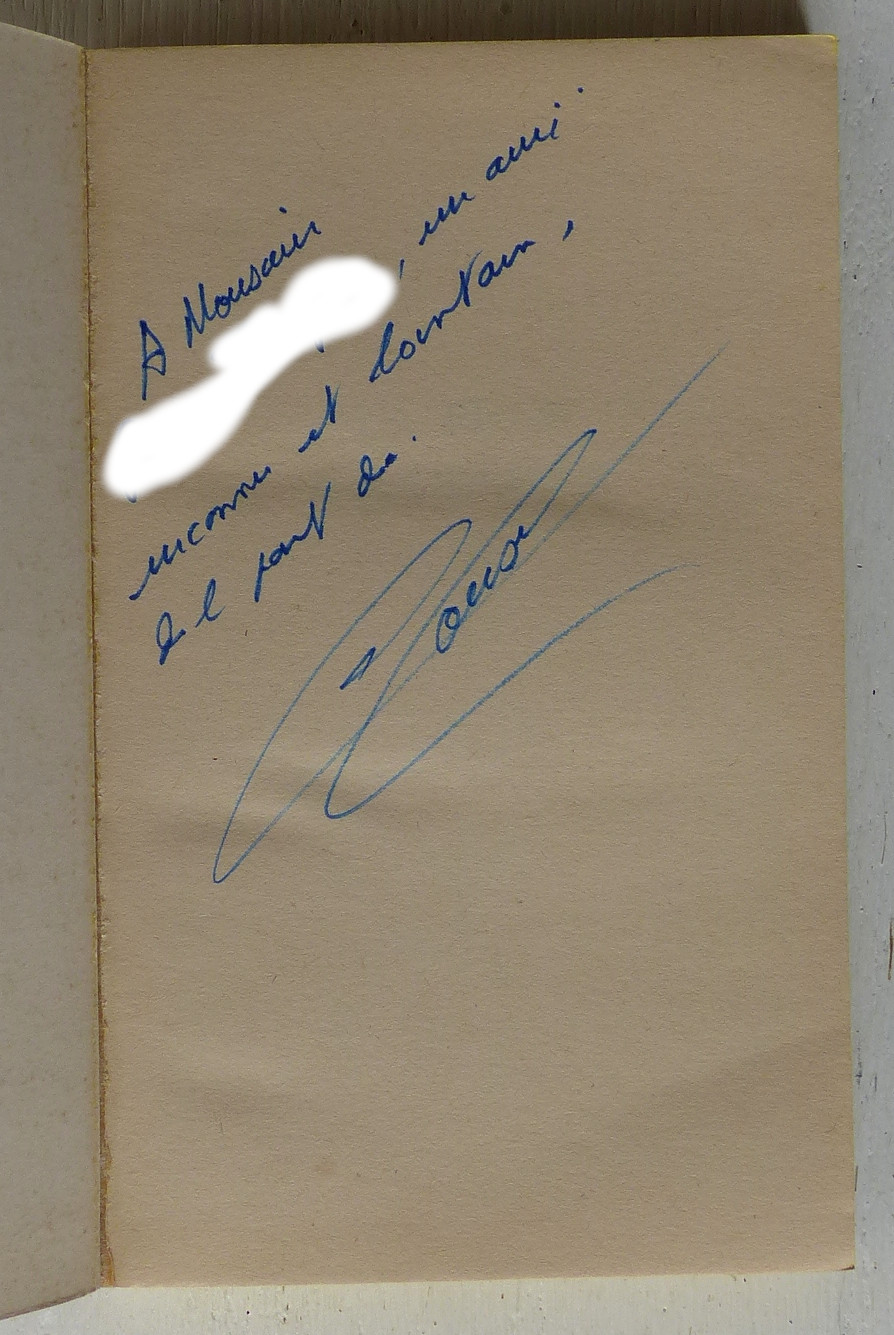 A Monsieur
, un ami
inconnu et lointain,
de la part de